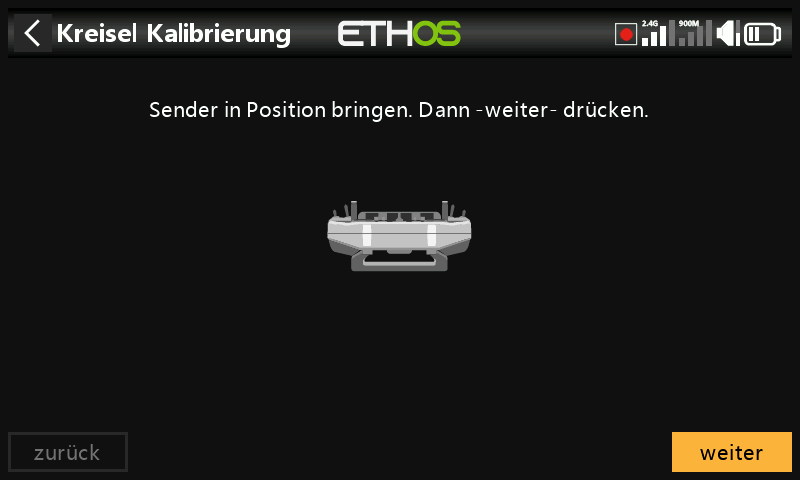 Kreisel Kalibrierung
ETHOS
2.4G
900M
Sender in Position bringen. Dann -weiter- drücken.
zurück
weiter